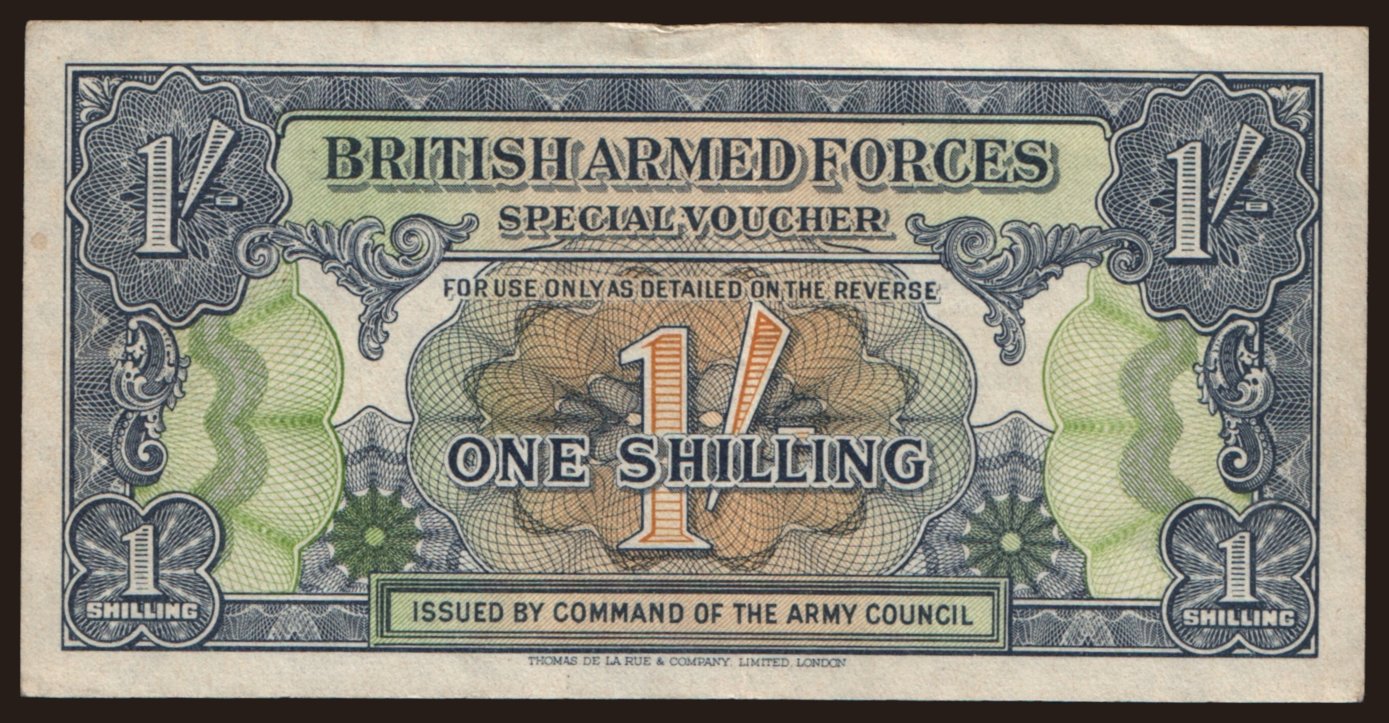 1/-
1/-
BRITISH ARMED FORCES
SPECIAL VOUCHER
FOR USE ONLY AS DETAILED ON THE REVERSE
1/-
ONE SHILLING
1
SHILLING
1
SHILLING
ISSUED BY COMMAND OF THE ARMY COUNCIL
THOMAS DE LA RUE & COMPANY, LIMITED, LONDON